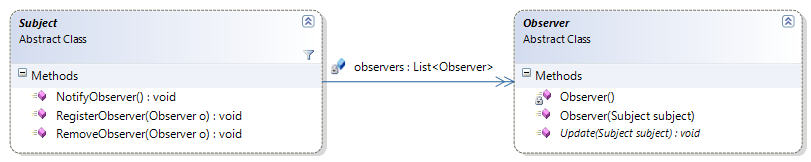 Subject
Abstract Class
Methods
NotifyObserver() : void
RegisterObserver(Observer o) : void
RemoveObserver(Observer o) : void
observers : List<Observer>
Observer
Abstract Class
Methods
Observer()
Observer(Subject subject)
Update(Subject subject) : void